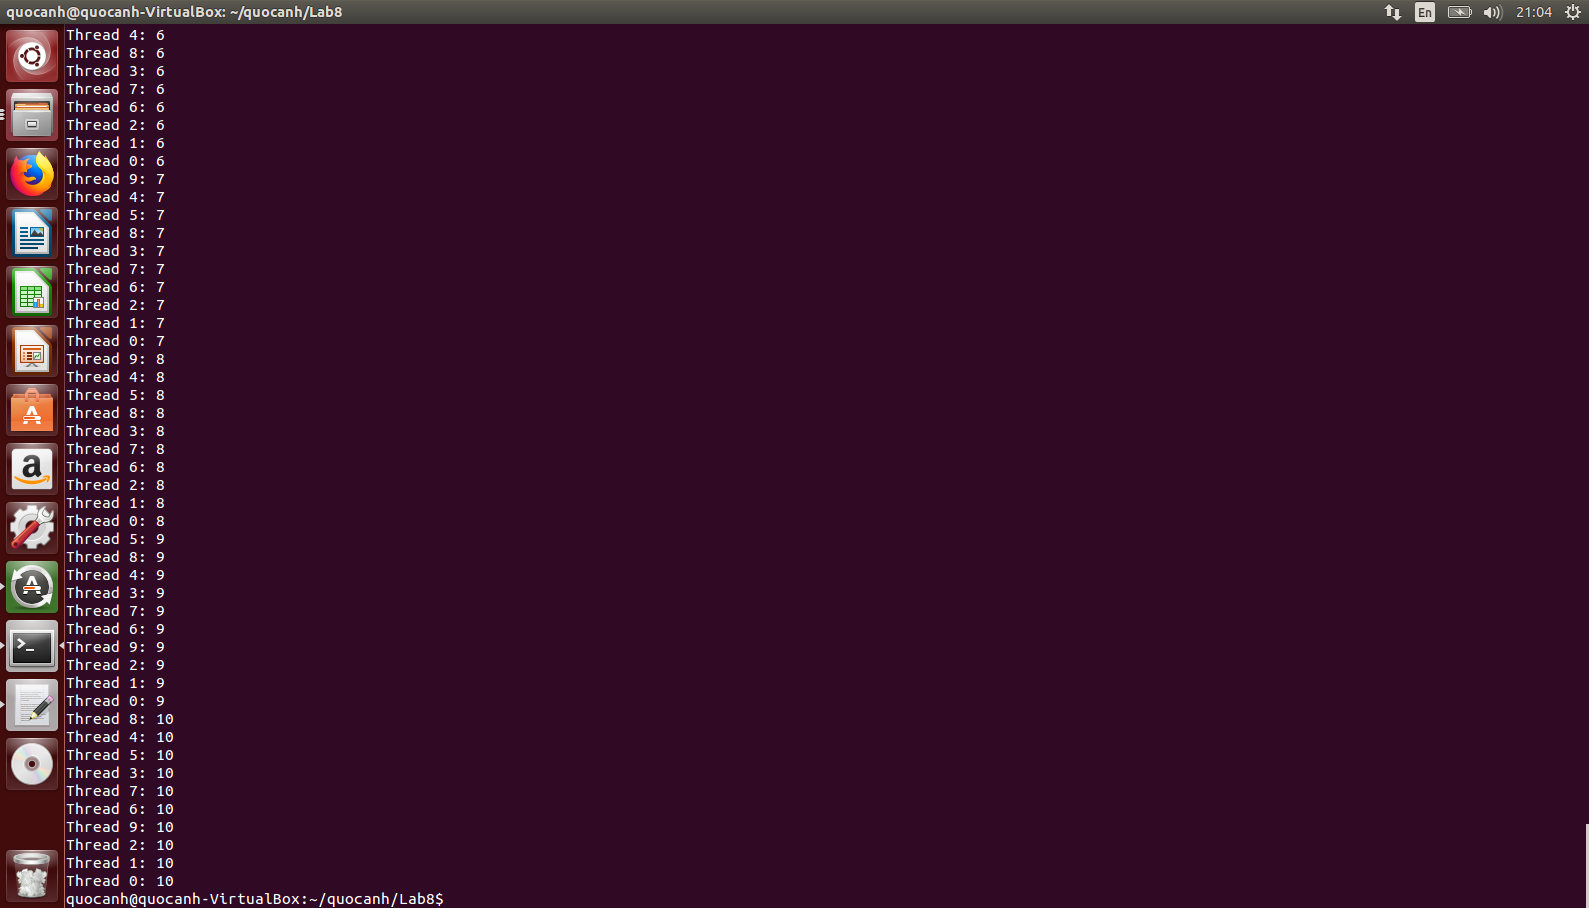 quocanh@quocanh-VirtualBox: ~/quocanh/Lab8
En
21:04
Thread 4: 6
Thread 8: 6
Thread 3: 6
Thread 7: 6
Thread 6: 6
Thread 2: 6
Thread 1: 6
Thread 0: 6
Thread 9: 7
Thread 4: 7
Thread 5: 7
Thread 8: 7
Thread 3: 7
Thread 7: 7
Thread 6: 7
Thread 2: 7
Thread 1: 7
Thread 0: 7
Thread 9: 8
Thread 4: 8
Thread 5: 8
Thread 8: 8
Thread 3: 8
Thread 7: 8
Thread 6: 8
Thread 2: 8
Thread 1: 8
Thread 0: 8
Thread 5: 9
Thread 8: 9
Thread 4: 9
Thread 3: 9
Thread 7: 9
Thread 6: 9
Thread 9: 9
Thread 2: 9
Thread 1: 9
Thread 0: 9
Thread 8: 10
Thread 4: 10
Thread 5: 10
Thread 3: 10
Thread 7: 10
Thread 6: 10
Thread 9: 10
Thread 2: 10
Thread 1: 10
Thread 0: 10
quocanh@quocanh-VirtualBox:~/quocanh/Lab8$